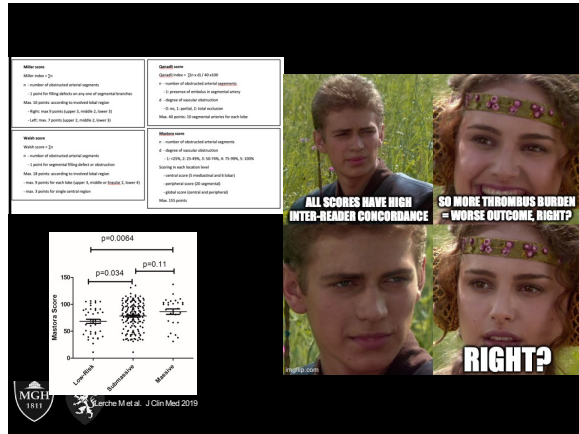 Miller score
Miller index = ∑n
n - number of obstructed arterial segments
- 1 point for filling defects on any one of segmental branches
Max. 16 points: according to involved lobal region
- Right: max 9 points (upper 3, middle 2, lower 3)
- Left: max. 7 points (upper 2, middle 2, lower 3)
Qanadli score
Qanadli index = ∑(n x d) / 40 x100
n - number of obstructed arterial segments
- 1: presence of embolus in segmental artery
d - degree of vascular obstruction
- 0: no, 1: partial, 2: total occlusion
Max. 40 points: 10 segmental arteries for each lobe
Walsh score
Walsh score = ∑n
n - number of obstructed arterial segments
- 1 point for segmental filling defect or obstruction
Max. 18 points: according to involved lobal region
- max. 9 points for each lobe (upper 3, middle or lingular 2, lower 4)
- max. 3 points for single central region
Mastora score
n - number of obstructed arterial segments
d - degree of vascular obstruction
- 1: <25%, 2: 25-49%, 3: 50-74%, 4: 75-99%, 5: 100%
Scoring in each location level
- central score (5 mediastinal and 6 lobar)
- peripheral score (20 segmental)
- global score (central and peripheral)
Max. 155 points
ALL SCORES HAVE HIGH
INTER-READER CONCORDANCE
SO MORE THROMBUS BURDEN
= WORSE OUTCOME, RIGHT?
RIGHT?
imgflip.com
p=0.0064
p=0.034
p=0.11
Mastora Score
150
100
50
0
Low-Risk
Submassive
Massive
MGH
1811
Lerche M et al. J Clin Med 2019